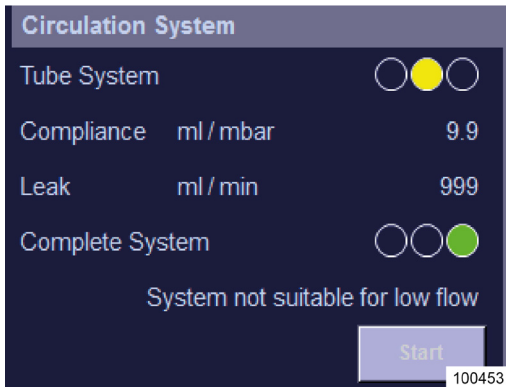 Circulation System
Tube System
Compliance ml / mbar 9.9
Leak ml / min 999
Complete System
System not suitable for low flow
Start
100453